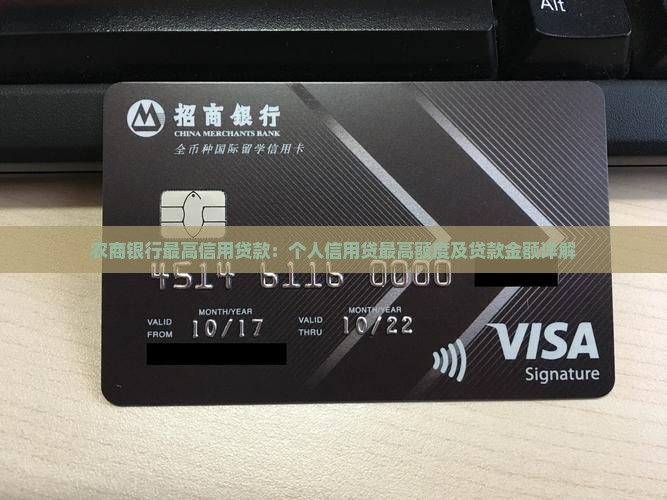 Alt
招商銀行
CHINA MERCHANTS BANK
全币种国际留学信用卡
农商银行最高信用贷款：个人信用贷最高额度及贷款金额详解
4514 6116 0000
MONTH/YEAR MONTH/YEAR
VALID FROM 10/17 VALID THRU 10/22
VISA
Signature